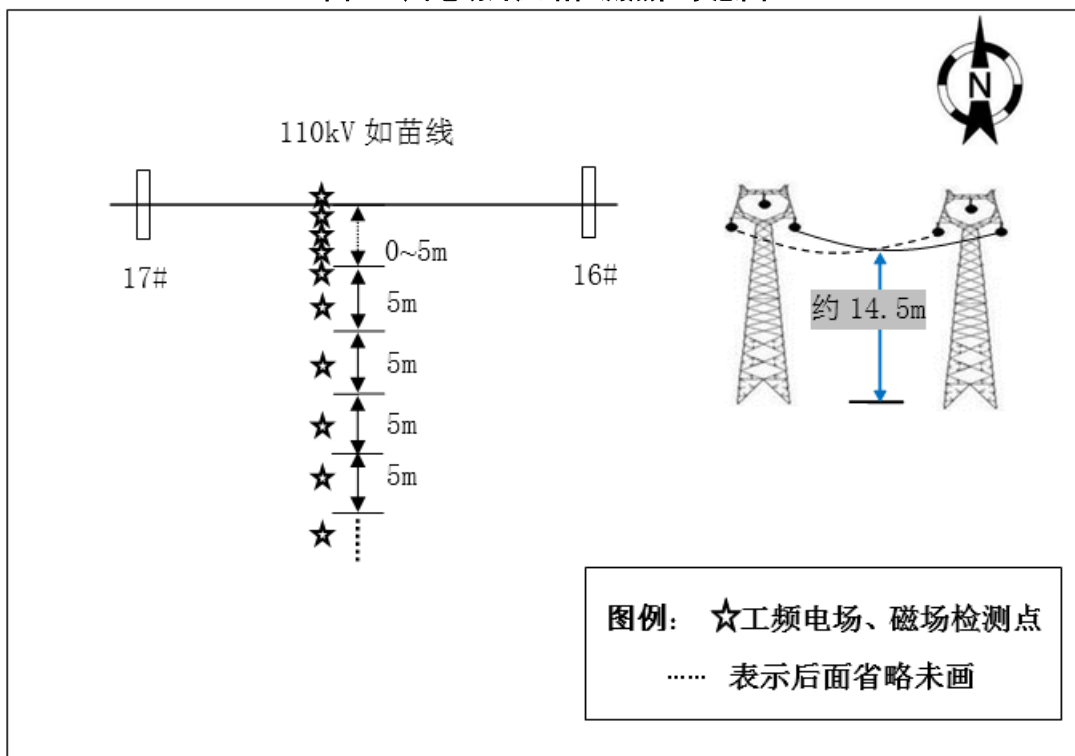 N
110kV 如苗线
0~5m
17#
16#
5m
约 14.5m
5m
5m
5m
图例： ☆工频电场、磁场检测点
…… 表示后面省略未画